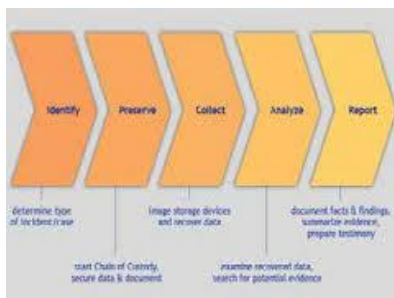 Identify
Preserve
Collect
Analyze
Report
determine type
of incident/case
image storage devices
and recover data
document facts & findings,
summarize evidence,
prepare testimony
start Chain of Custody,
secure data & document
examine recovered data,
search for potential evidence